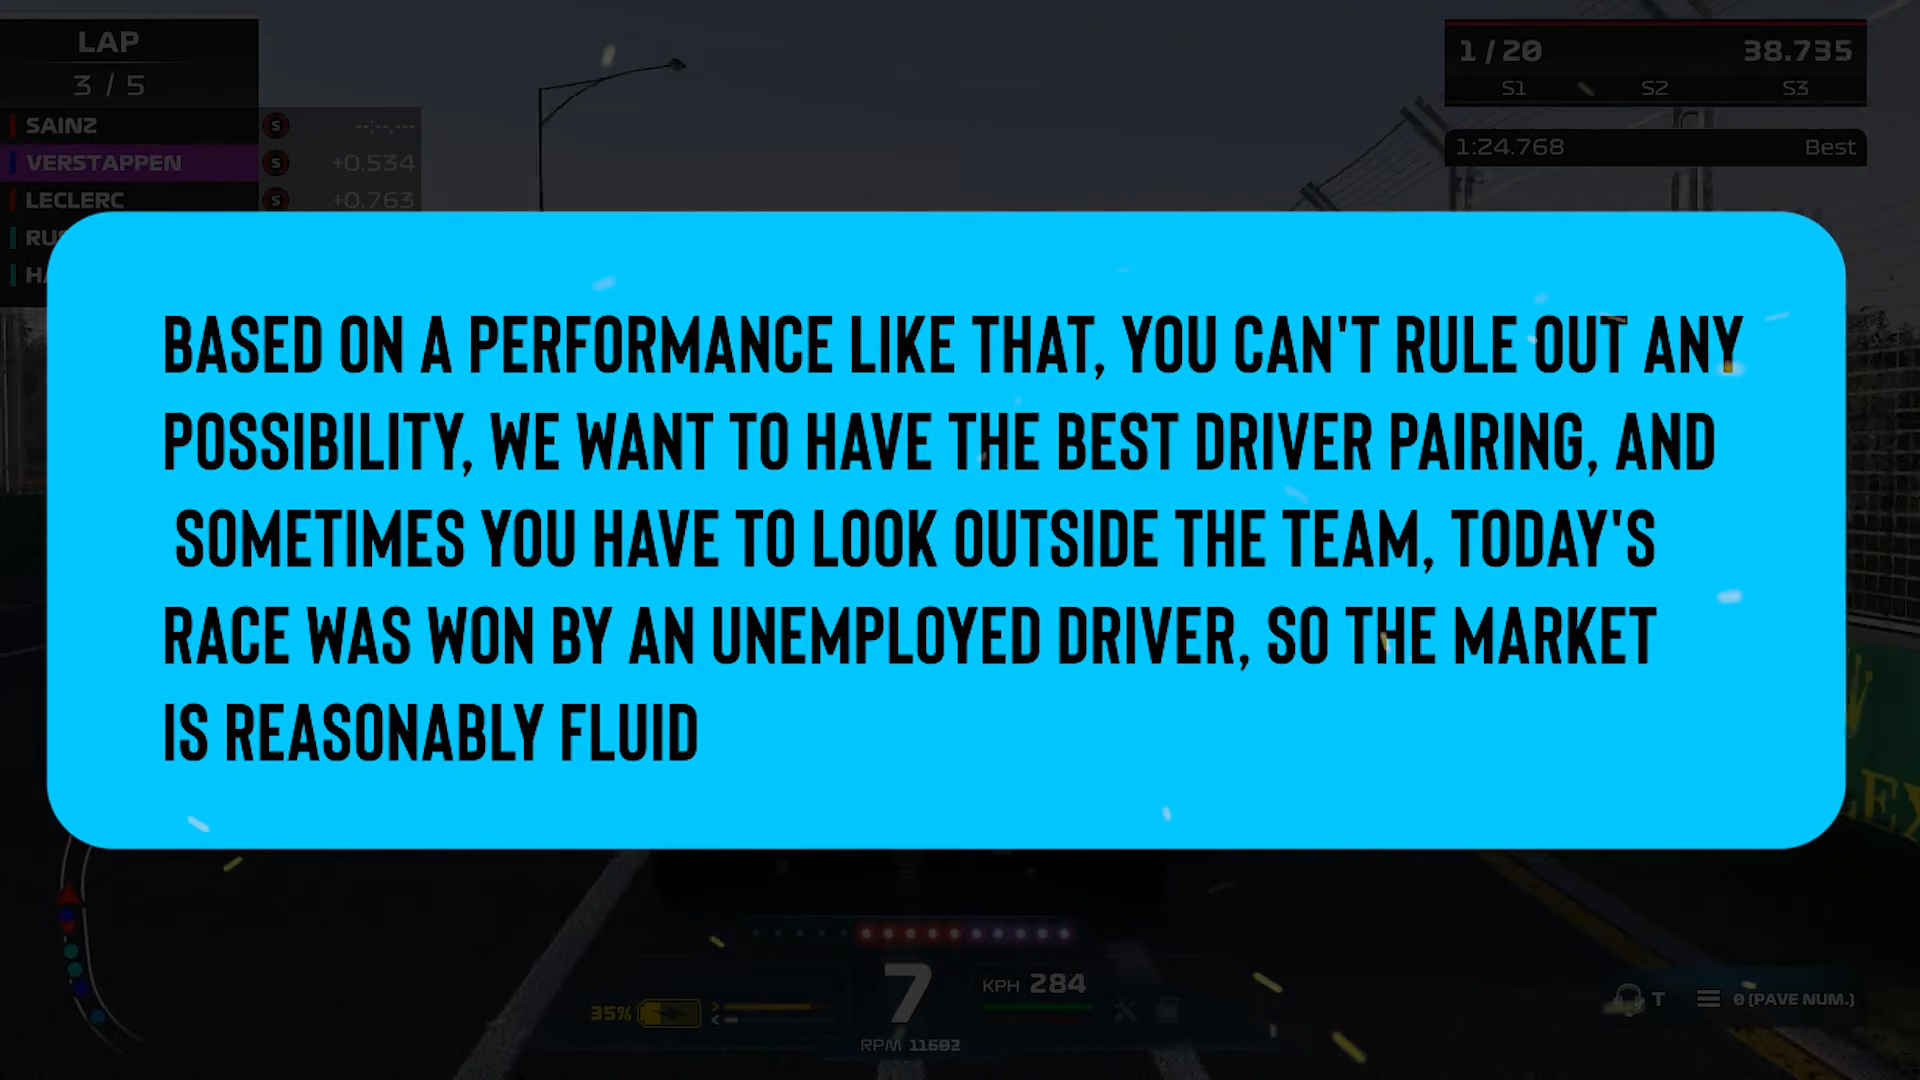 LAP
3 / 5
SAINZ S --:--.---
VERSTAPPEN S +0.534
LECLERC S +0.763
1 / 20 38.735
S1 S2 S3
1:24.768 Best
BASED ON A PERFORMANCE LIKE THAT, YOU CAN'T RULE OUT ANY
POSSIBILITY, WE WANT TO HAVE THE BEST DRIVER PAIRING, AND
SOMETIMES YOU HAVE TO LOOK OUTSIDE THE TEAM, TODAY'S
RACE WAS WON BY AN UNEMPLOYED DRIVER, SO THE MARKET
IS REASONABLY FLUID
35%
7
KPH 284
RPM 11692
T
0 (PAVE NUM.)